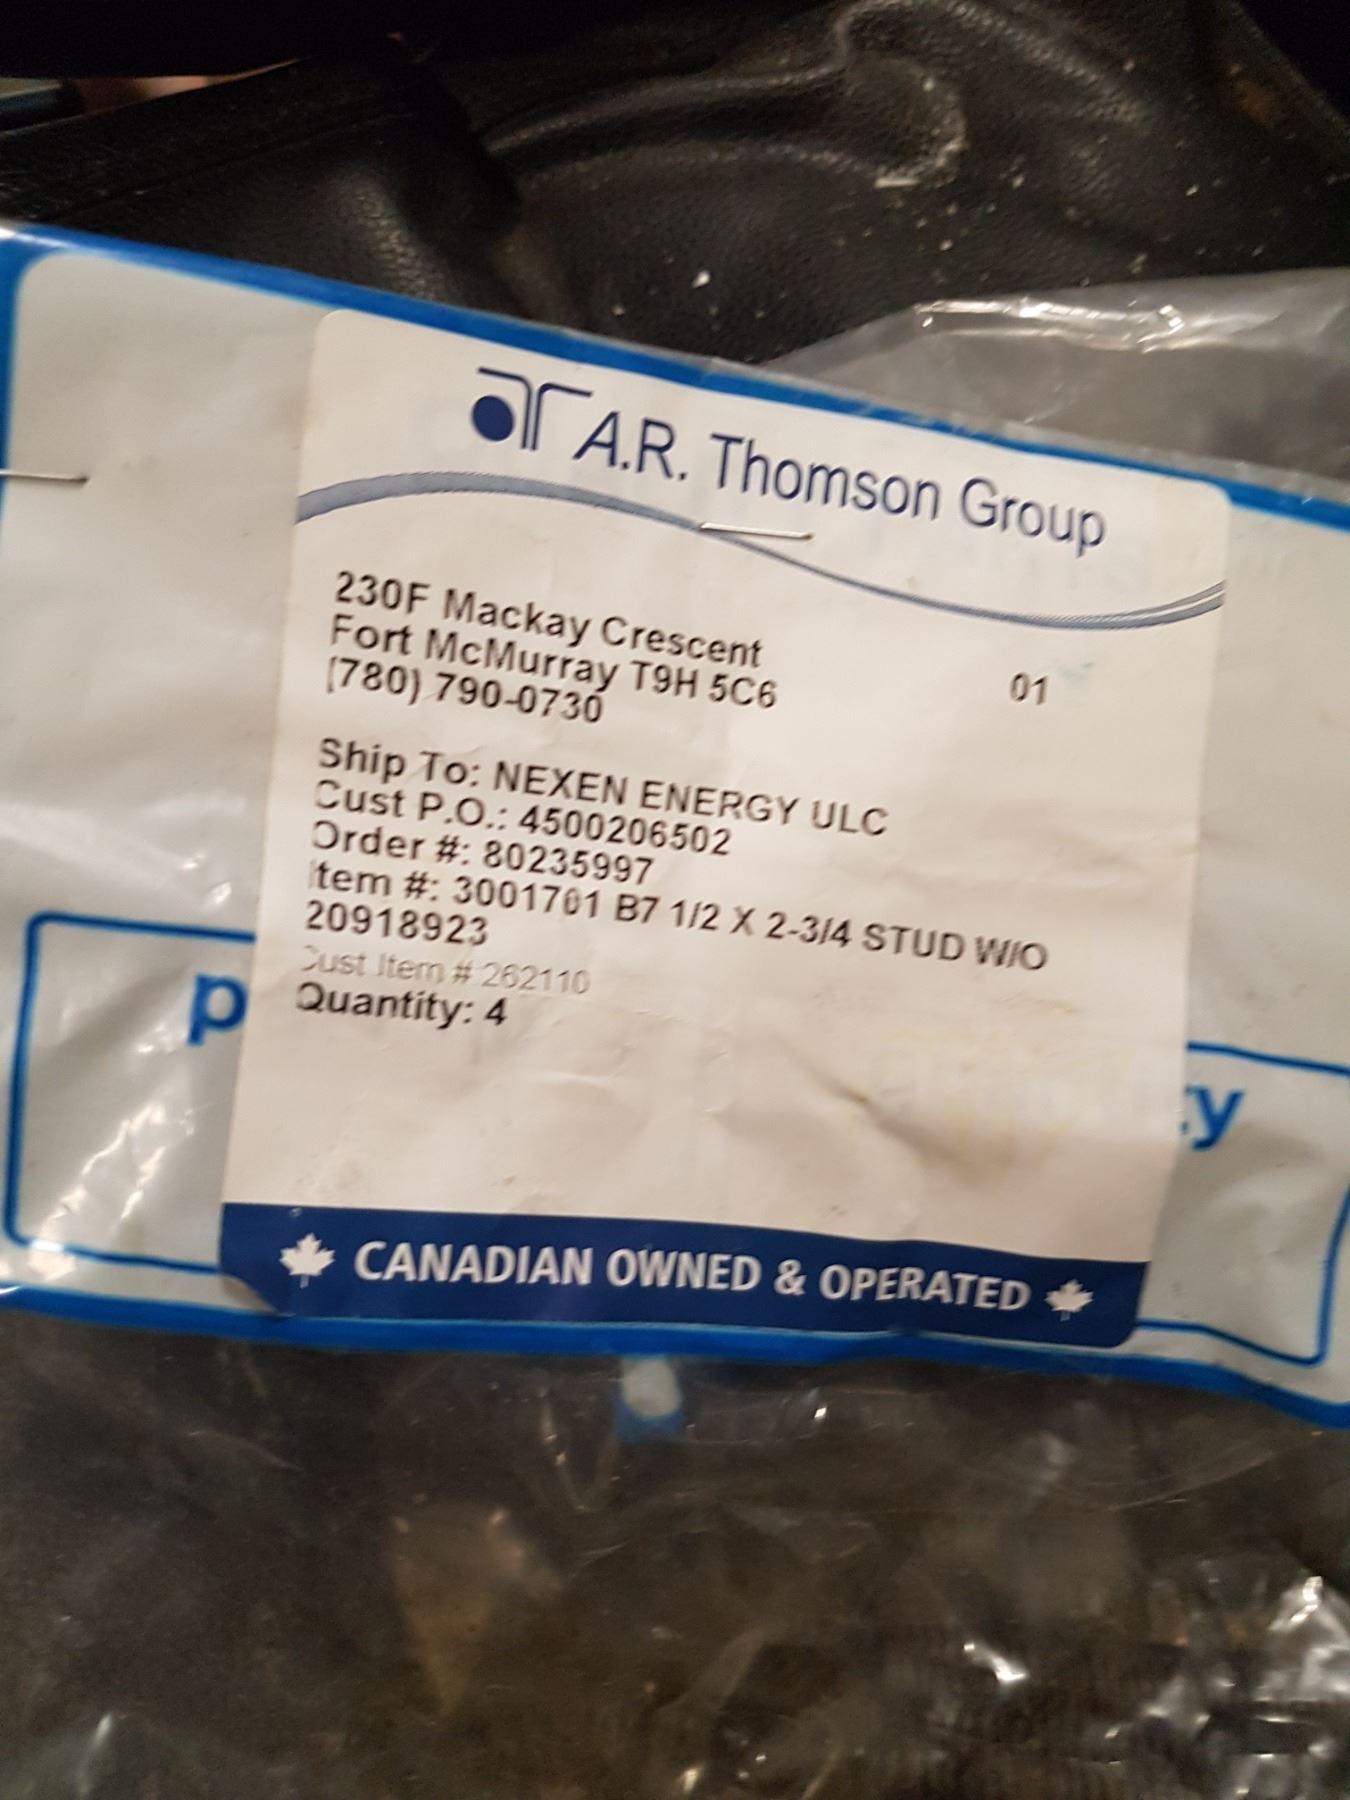 A.R. Thomson Group
230F Mackay Crescent
Fort McMurray T9H 5C6
(780) 790-0730
01
Ship To: NEXEN ENERGY ULC
Cust P.O.: 4500206502
Order #: 80235997
Item #: 3001701 B7 1/2 X 2-3/4 STUD W/O
20918923
Cust Item # 262110
Quantity: 4
p
ty
CANADIAN OWNED & OPERATED